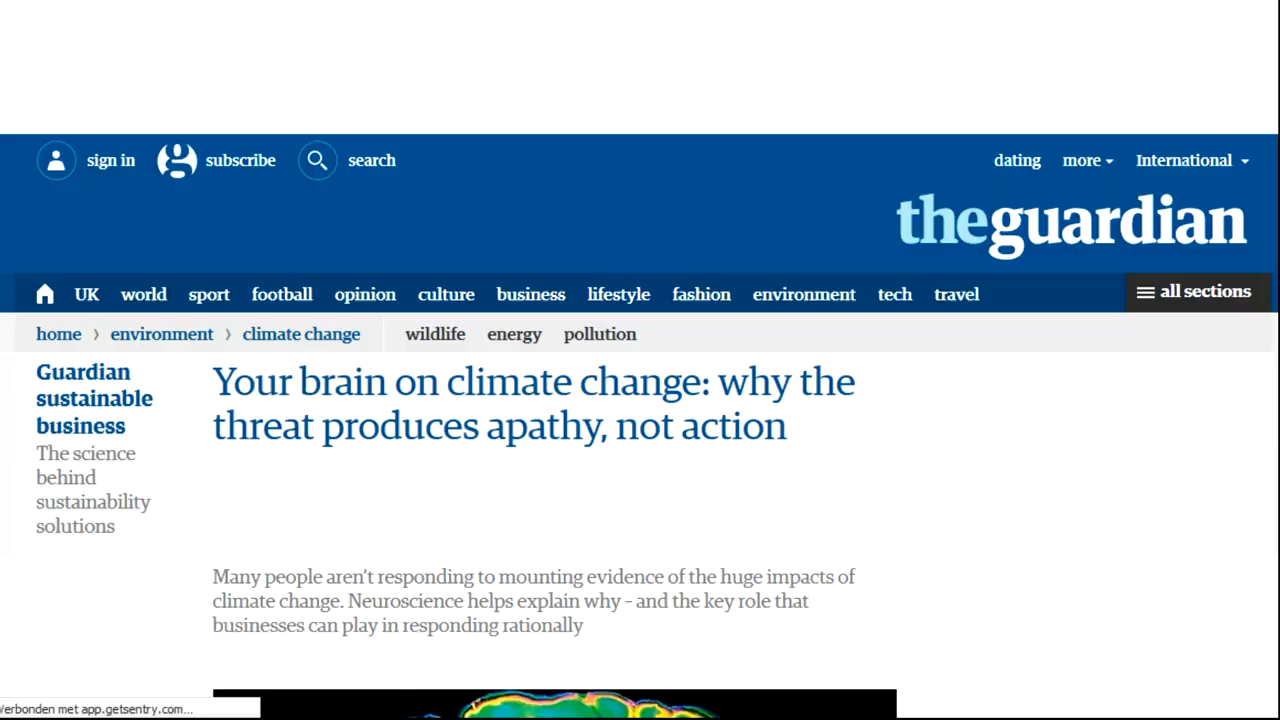 sign in subscribe search dating more International
theguardian
UK world sport football opinion culture business lifestyle fashion environment tech travel all sections
home › environment › climate change wildlife energy pollution
Guardian
sustainable
business
The science
behind
sustainability
solutions
Your brain on climate change: why the
threat produces apathy, not action
Many people aren't responding to mounting evidence of the huge impacts of
climate change. Neuroscience helps explain why – and the key role that
businesses can play in responding rationally
Verbonden met app.getsentry.com...